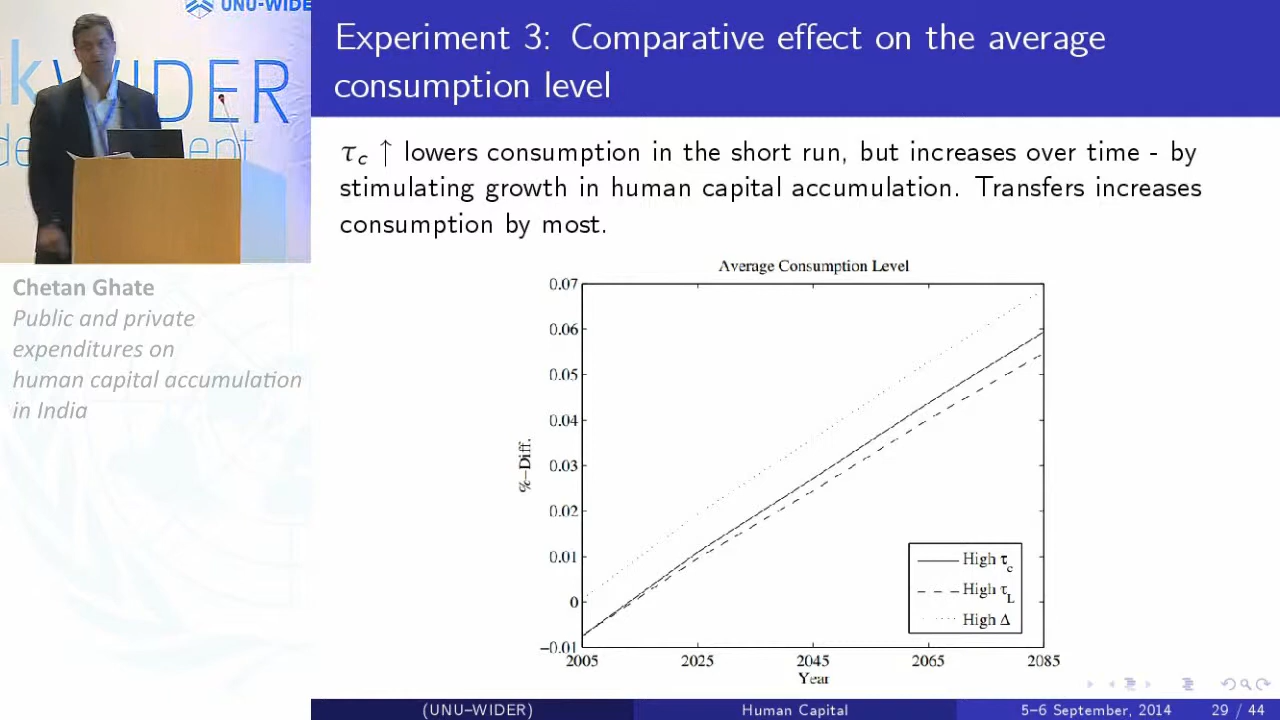 UNU-WIDER
WIDER
Chetan Ghate
Public and private
expenditures on
human capital accumulation
in India
Experiment 3: Comparative effect on the average
consumption level
τc ↑ lowers consumption in the short run, but increases over time - by
stimulating growth in human capital accumulation. Transfers increases
consumption by most.
Average Consumption Level
%-Diff.
0.07
0.06
0.05
0.04
0.03
0.02
0.01
0
-0.01
2005 2025 2045 2065 2085
Year
High τc
High τL
High Δ
(UNU-WIDER) Human Capital 5-6 September, 2014 29 / 44